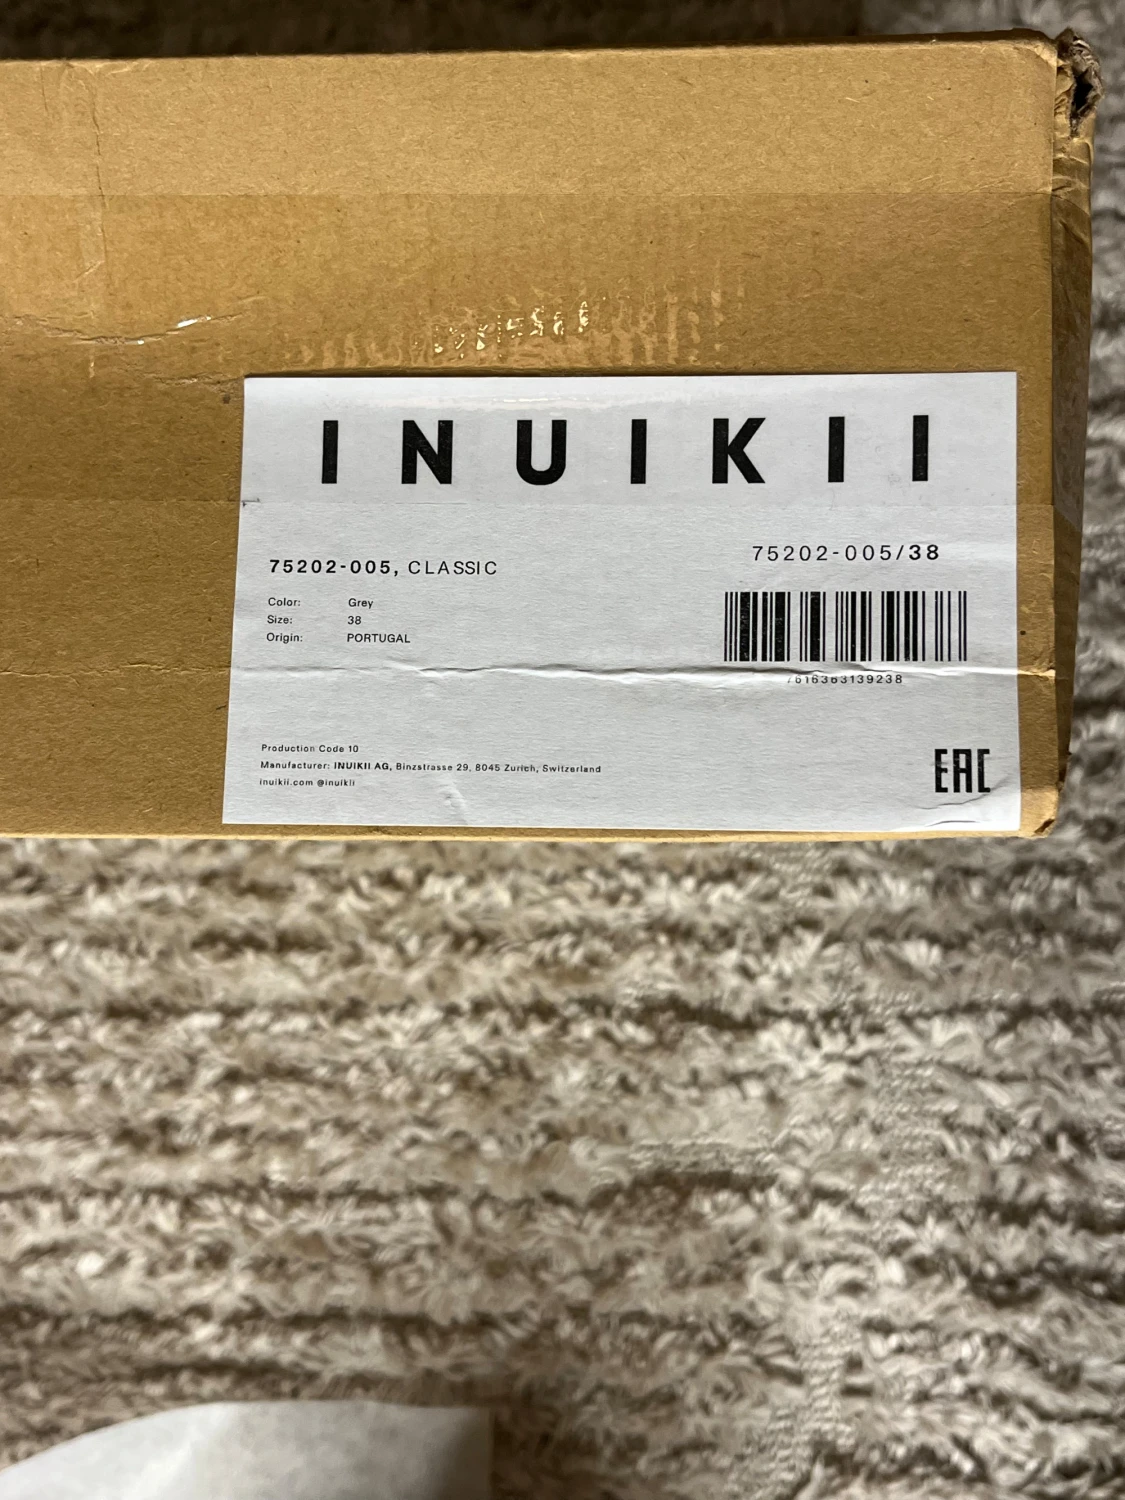 INUIKII
75202-005, CLASSIC
Color: Grey
Size: 38
Origin: PORTUGAL
75202-005/38
7616363139238
Production Code 10
Manufacturer: INUIKII AG, Binzstrasse 29, 8045 Zurich, Switzerland
inuikii.com @inuikii
EAC